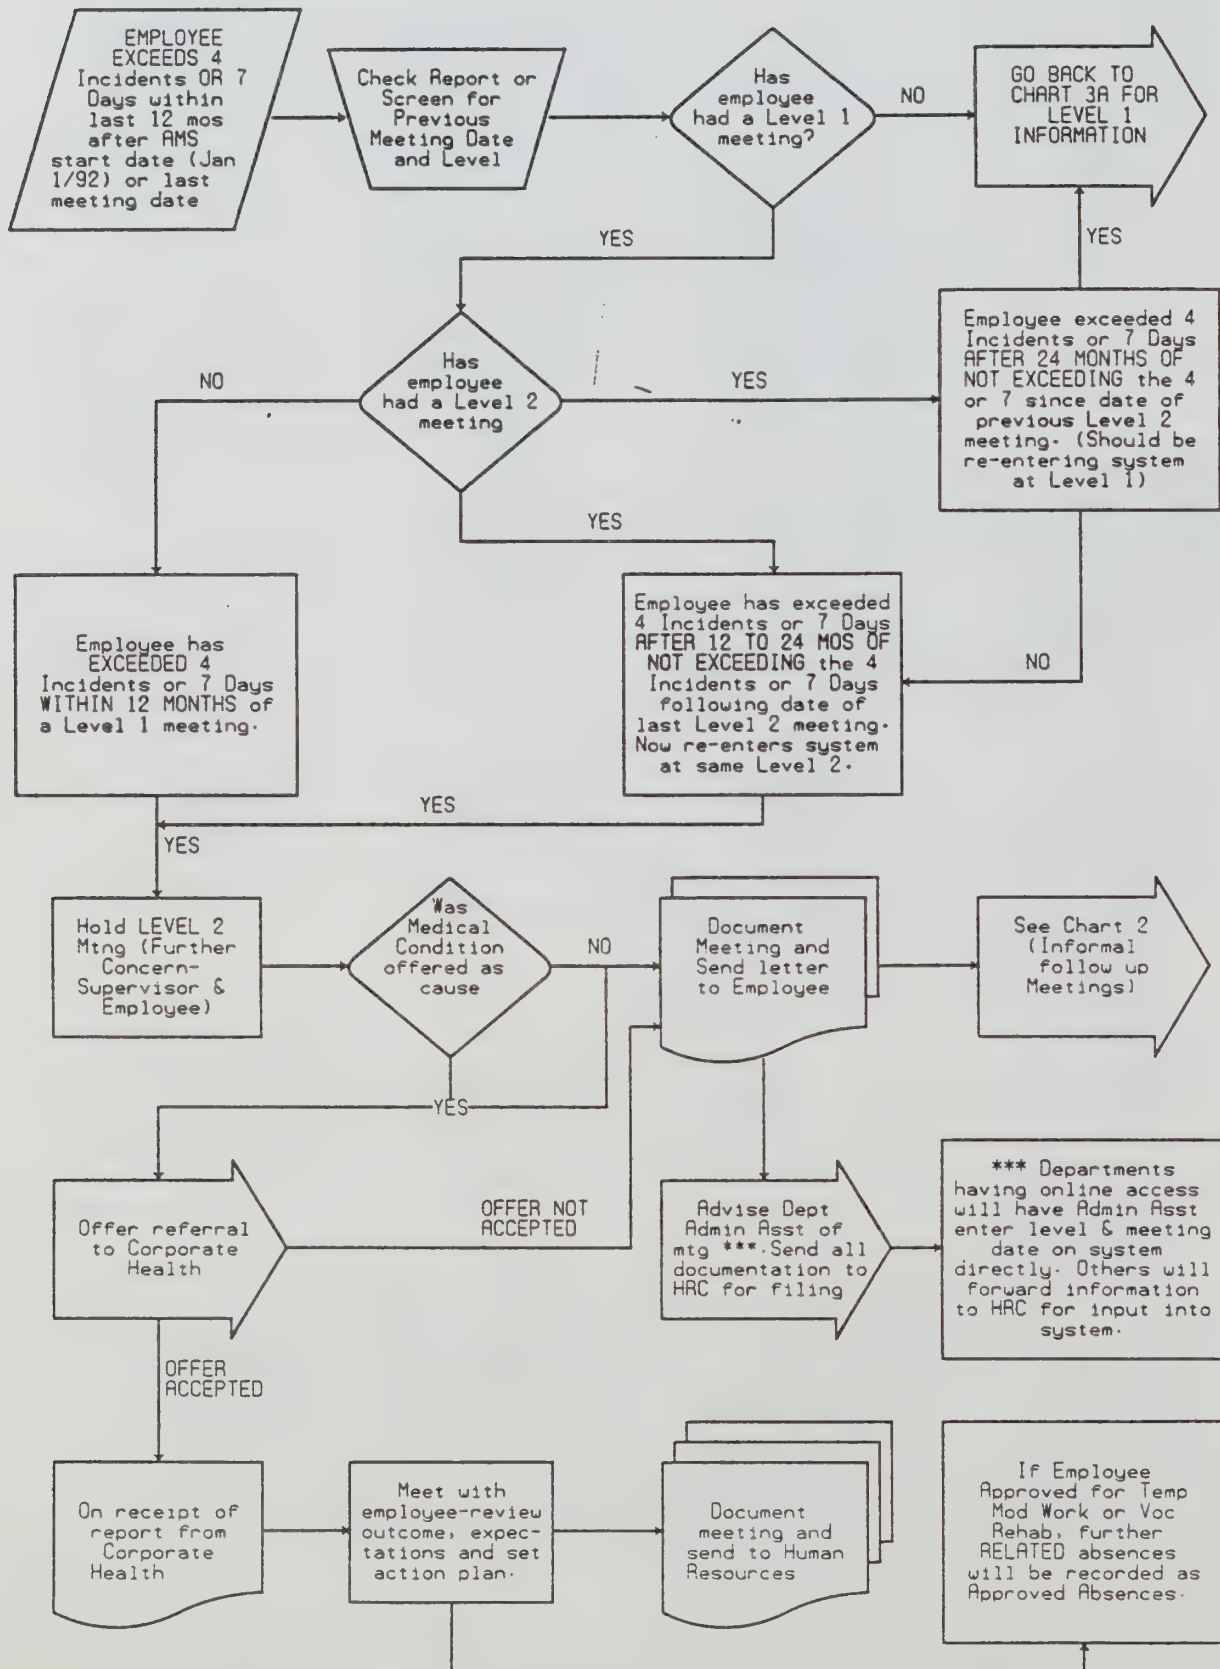 EMPLOYEE
EXCEEDS 4
Incidents OR 7
Days within
last 12 mos
after AMS
start date (Jan
1/92) or last
meeting date
Check Report or
Screen for
Previous
Meeting Date
and Level
Has
employee
had a Level 1
meeting?
NO
GO BACK TO
CHART 3A FOR
LEVEL 1
INFORMATION
YES
YES
Has
employee
had a Level 2
meeting
NO
YES
Employee exceeded 4
Incidents or 7 Days
AFTER 24 MONTHS OF
NOT EXCEEDING the 4
or 7 since date of
previous Level 2
meeting. (Should be
re-entering system
at Level 1)
YES
NO
Employee has
EXCEEDED 4
Incidents or 7 Days
WITHIN 12 MONTHS of
a Level 1 meeting.
Employee has exceeded
4 Incidents or 7 Days
AFTER 12 TO 24 MOS OF
NOT EXCEEDING the 4
Incidents or 7 Days
following date of
last Level 2 meeting.
Now re-enters system
at same Level 2.
YES
YES
Hold LEVEL 2
Mtng (Further
Concern-
Supervisor &
Employee)
Was
Medical
Condition
offered as
cause
NO
Document
Meeting and
Send letter
to Employee
See Chart 2
(Informal
follow up
Meetings)
YES
Offer referral
to Corporate
Health
OFFER NOT
ACCEPTED
Advise Dept
Admin Asst of
mtg ***.Send all
documentation to
HRC for filing
*** Departments
having online access
will have Admin Asst
enter level & meeting
date on system
directly. Others will
forward information
to HRC for input into
system.
OFFER
ACCEPTED
On receipt of
report from
Corporate
Health
Meet with
employee-review
outcome, expec-
tations and set
action plan.
Document
meeting and
send to Human
Resources
If Employee
Approved for Temp
Mod Work or Voc
Rehab, further
RELATED absences
will be recorded as
Approved Absences.